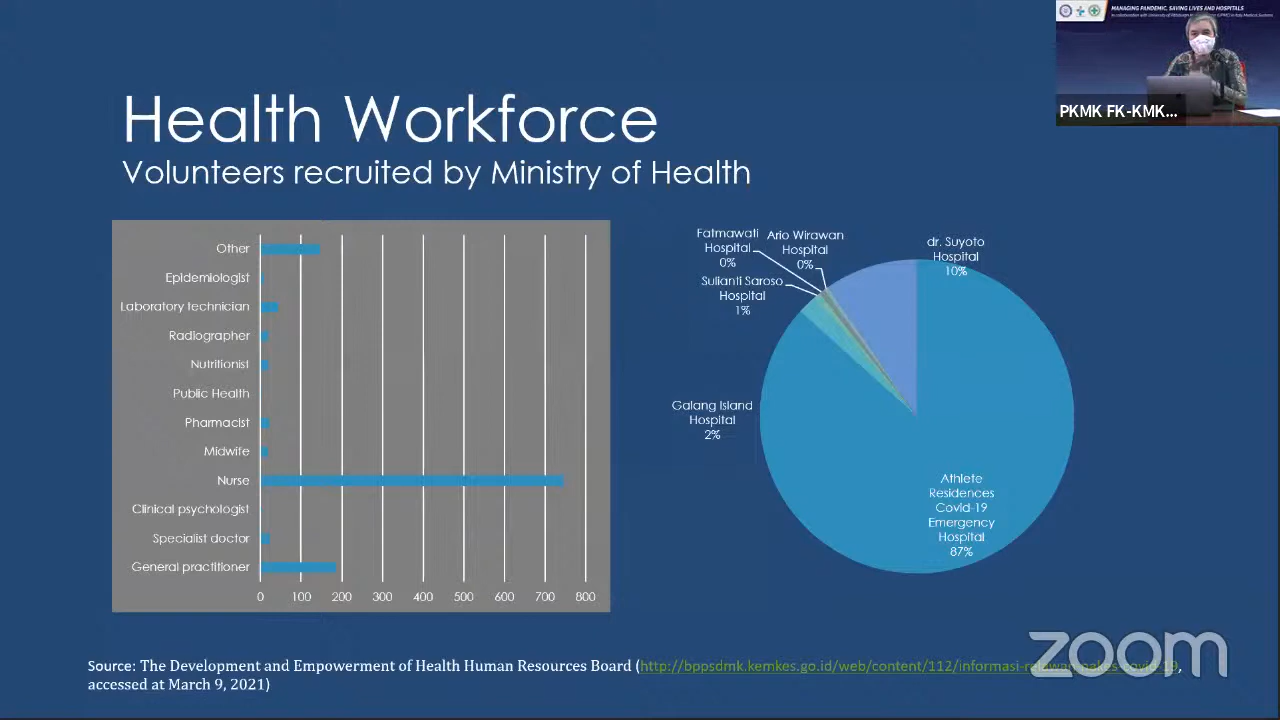 MANAGING PANDEMIC, SAVING LIVES AND HOSPITALS
PKMK FK-KMK...
Health Workforce
Volunteers recruited by Ministry of Health
Other
Epidemiologist
Laboratory technician
Radiographer
Nutritionist
Public Health
Pharmacist
Midwife
Nurse
Clinical psychologist
Specialist doctor
General practitioner
0 100 200 300 400 500 600 700 800
Fatmawati
Hospital
0%
Ario Wirawan
Hospital
0%
dr. Suyoto
Hospital
10%
Sulianti Saroso
Hospital
1%
Galang Island
Hospital
2%
Athlete
Residences
Covid-19
Emergency
Hospital
87%
Source: The Development and Empowerment of Health Human Resources Board (http://bppsdmk.kemkes.go.id/web/content/112/informasi-relawan-nakes-covid-19,
accessed at March 9, 2021)
zoom